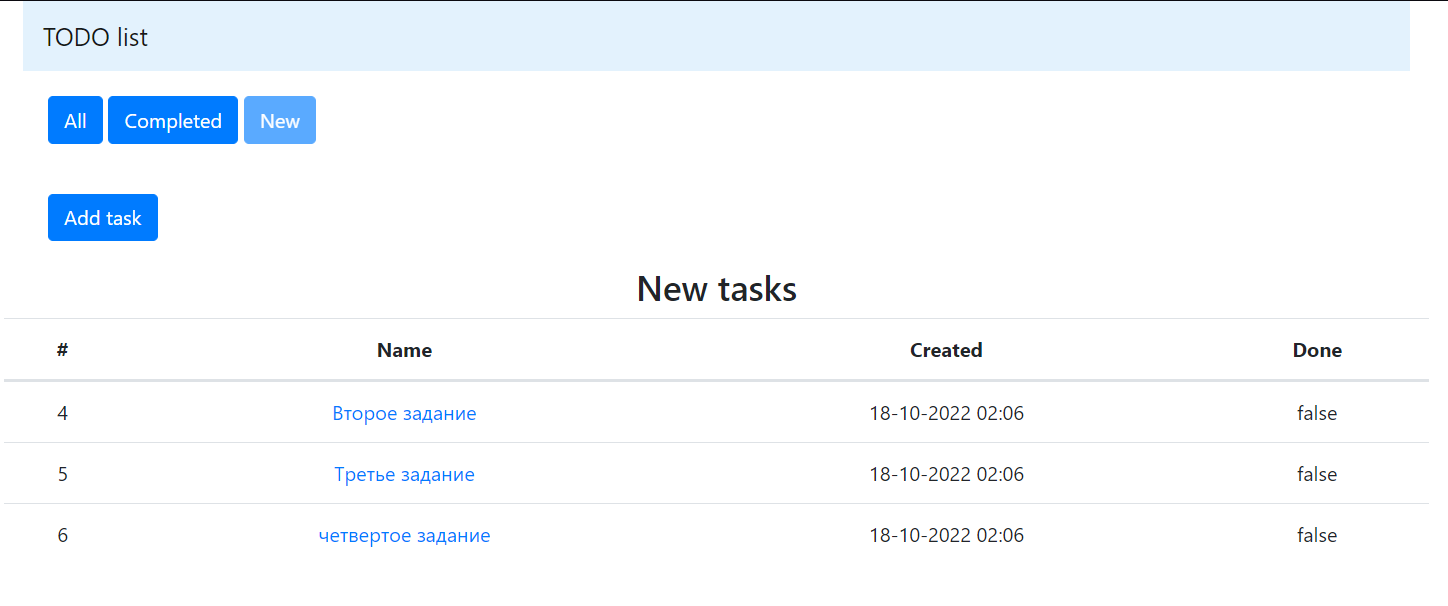 TODO list
All Completed New
Add task
New tasks
# Name Created Done
4 Второе задание 18-10-2022 02:06 false
5 Третье задание 18-10-2022 02:06 false
6 четвертое задание 18-10-2022 02:06 false